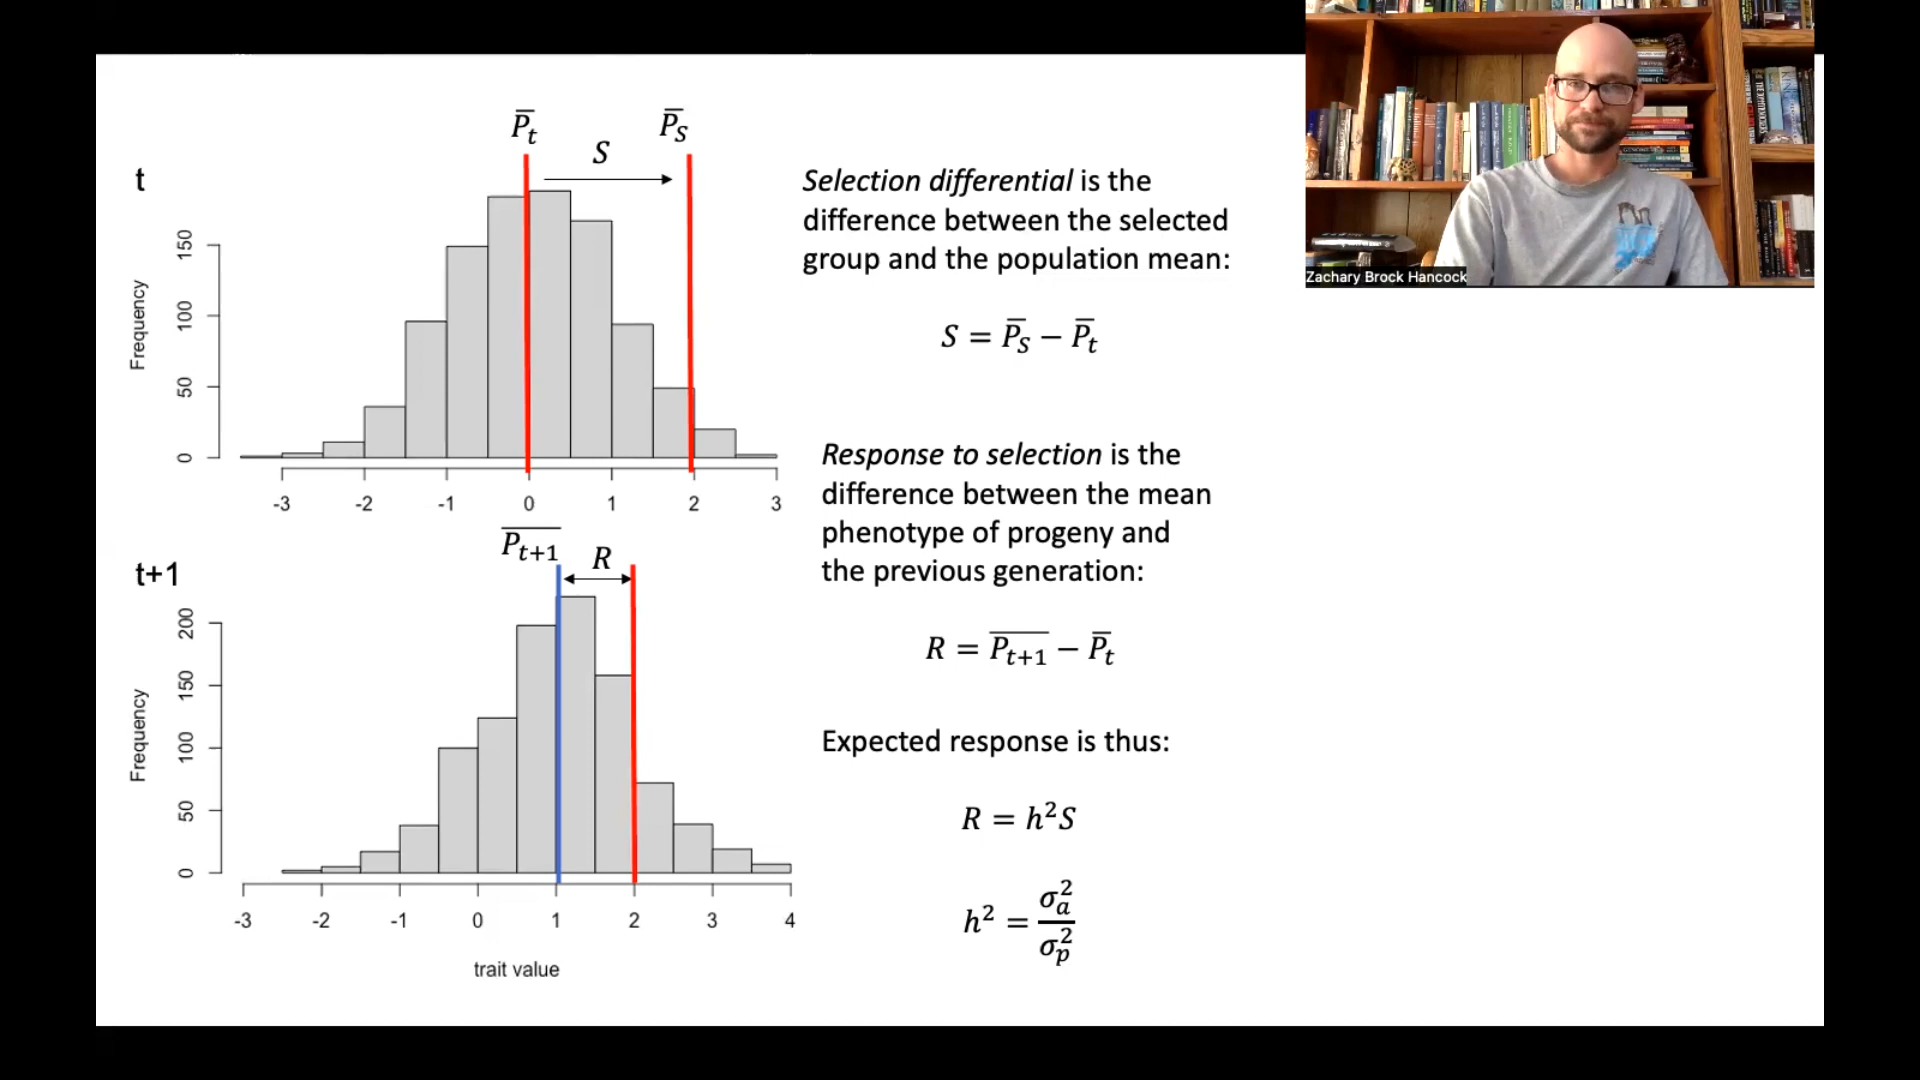 t
P̅t
S
P̅S
Frequency
150
100
50
0
-3 -2 -1 0 1 2 3
t+1
P̅t+1
R
Frequency
200
150
100
50
0
-3 -2 -1 0 1 2 3 4
trait value
Selection differential is the
difference between the selected
group and the population mean:
S = P̅S − P̅t
Response to selection is the
difference between the mean
phenotype of progeny and
the previous generation:
R = P̅t+1 − P̅t
Expected response is thus:
R = h²S
h² = σ²a / σ²p
Zachary Brock Hancock